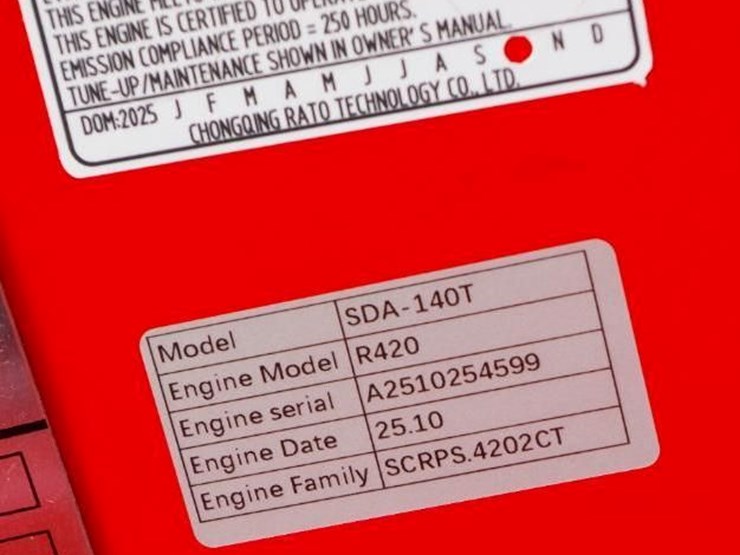 THIS ENGINE
THIS ENGINE IS CERTIFIED TO
EMISSION COMPLIANCE PERIOD = 250 HOURS.
TUNE-UP/MAINTENANCE SHOWN IN OWNER' S MANUAL.
DOM:2025 J F M A M J J A S N D
CHONGQING RATO TECHNOLOGY CO., LTD.
Model SDA-140T
Engine Model R420
Engine serial A2510254599
Engine Date 25.10
Engine Family SCRPS.4202CT